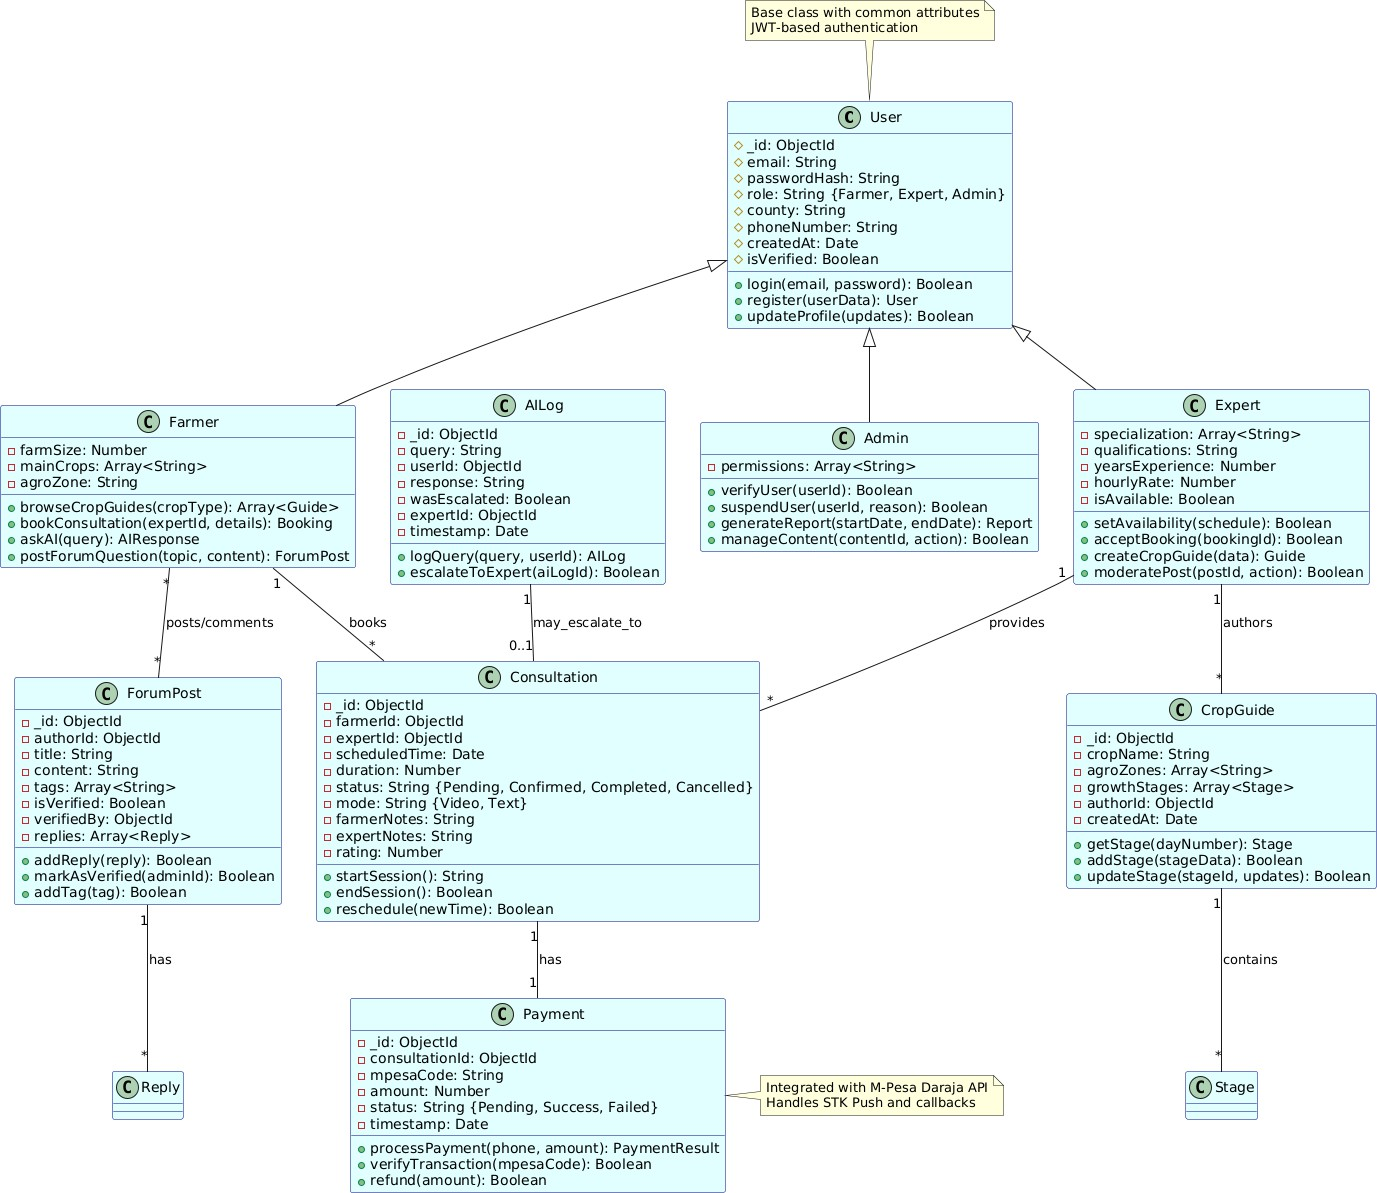 Base class with common attributes
JWT-based authentication
C User
_id: ObjectId
email: String
passwordHash: String
role: String {Farmer, Expert, Admin}
county: String
phoneNumber: String
createdAt: Date
isVerified: Boolean
login(email, password): Boolean
register(userData): User
updateProfile(updates): Boolean
C Farmer
farmSize: Number
mainCrops: Array<String>
agroZone: String
browseCropGuides(cropType): Array<Guide>
bookConsultation(expertId, details): Booking
askAI(query): AIResponse
postForumQuestion(topic, content): ForumPost
C AILog
_id: ObjectId
query: String
userId: ObjectId
response: String
wasEscalated: Boolean
expertId: ObjectId
timestamp: Date
logQuery(query, userId): AILog
escalateToExpert(aiLogId): Boolean
C Admin
permissions: Array<String>
verifyUser(userId): Boolean
suspendUser(userId, reason): Boolean
generateReport(startDate, endDate): Report
manageContent(contentId, action): Boolean
C Expert
specialization: Array<String>
qualifications: String
yearsExperience: Number
hourlyRate: Number
isAvailable: Boolean
setAvailability(schedule): Boolean
acceptBooking(bookingId): Boolean
createCropGuide(data): Guide
moderatePost(postId, action): Boolean
*
posts/comments
*
1
books
*
1
may_escalate_to
0..1
1
provides
*
1
authors
*
C ForumPost
_id: ObjectId
authorId: ObjectId
title: String
content: String
tags: Array<String>
isVerified: Boolean
verifiedBy: ObjectId
replies: Array<Reply>
addReply(reply): Boolean
markAsVerified(adminId): Boolean
addTag(tag): Boolean
C Consultation
_id: ObjectId
farmerId: ObjectId
expertId: ObjectId
scheduledTime: Date
duration: Number
status: String {Pending, Confirmed, Completed, Cancelled}
mode: String {Video, Text}
farmerNotes: String
expertNotes: String
rating: Number
startSession(): String
endSession(): Boolean
reschedule(newTime): Boolean
C CropGuide
_id: ObjectId
cropName: String
agroZones: Array<String>
growthStages: Array<Stage>
authorId: ObjectId
createdAt: Date
getStage(dayNumber): Stage
addStage(stageData): Boolean
updateStage(stageId, updates): Boolean
1
has
*
1
has
1
1
contains
*
C Reply
C Payment
_id: ObjectId
consultationId: ObjectId
mpesaCode: String
amount: Number
status: String {Pending, Success, Failed}
timestamp: Date
processPayment(phone, amount): PaymentResult
verifyTransaction(mpesaCode): Boolean
refund(amount): Boolean
Integrated with M-Pesa Daraja API
Handles STK Push and callbacks
C Stage